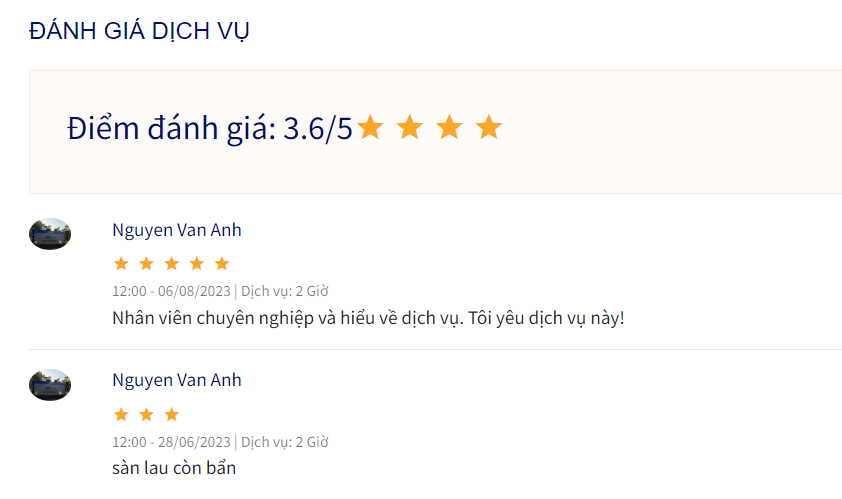 ĐÁNH GIÁ DỊCH VỤ
Điểm đánh giá: 3.6/5
Nguyen Van Anh
12:00 - 06/08/2023 | Dịch vụ: 2 Giờ
Nhân viên chuyên nghiệp và hiểu về dịch vụ. Tôi yêu dịch vụ này!
Nguyen Van Anh
12:00 - 28/06/2023 | Dịch vụ: 2 Giờ
sàn lau còn bẩn